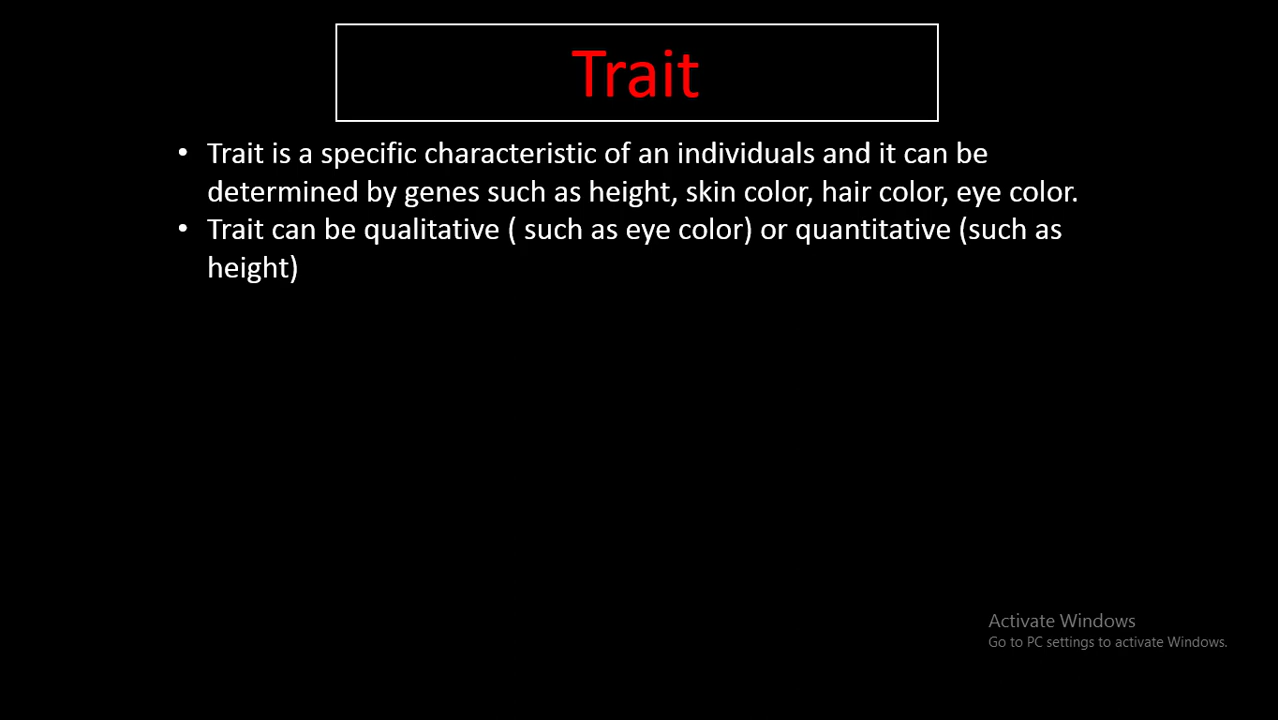 Trait
• Trait is a specific characteristic of an individuals and it can be
determined by genes such as height, skin color, hair color, eye color.
• Trait can be qualitative ( such as eye color) or quantitative (such as
height)
Activate Windows
Go to PC settings to activate Windows.